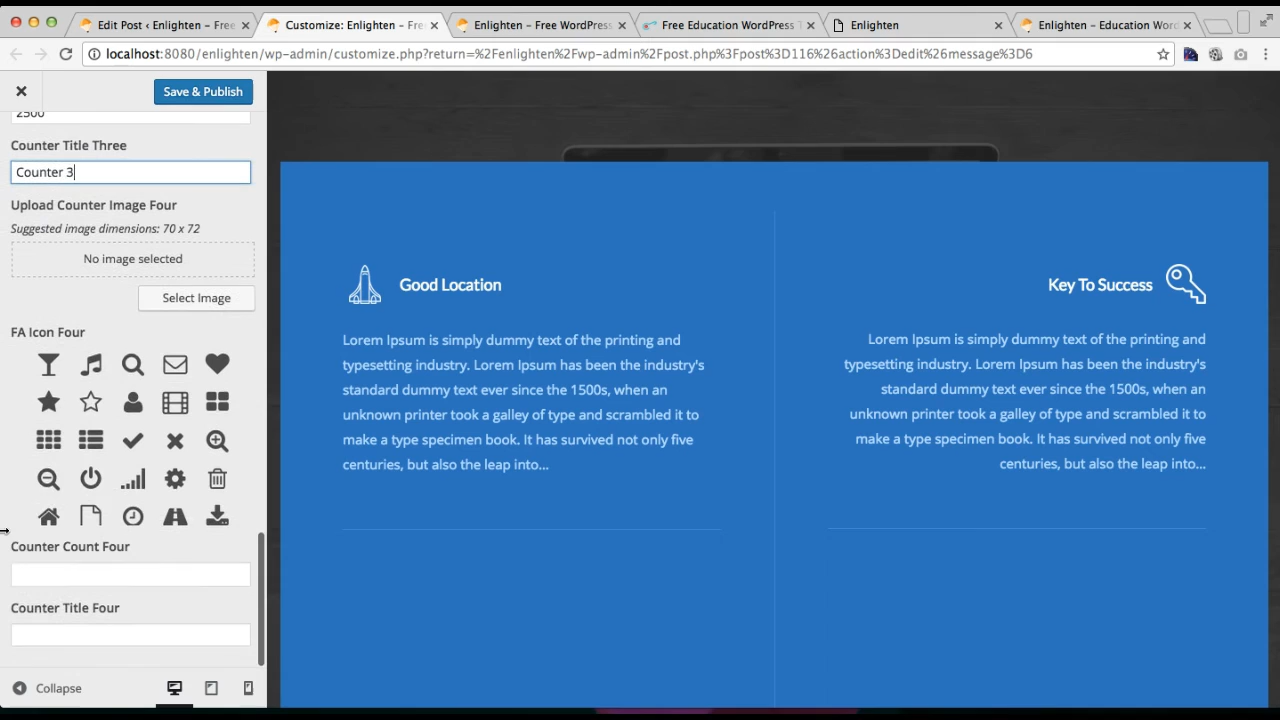 Edit Post ‹ Enlighten – Free
Customize: Enlighten – Fre
Enlighten – Free WordPress
Free Education WordPress T
Enlighten
Enlighten – Education Word
localhost:8080/enlighten/wp-admin/customize.php?return=%2Fenlighten%2Fwp-admin%2Fpost.php%3Fpost%3D116%26action%3Dedit%26message%3D6
Save & Publish
2500
Counter Title Three
Counter 3
Upload Counter Image Four
Suggested image dimensions: 70 x 72
No image selected
Select Image
FA Icon Four
Counter Count Four
Counter Title Four
Collapse
Good Location
Lorem Ipsum is simply dummy text of the printing and
typesetting industry. Lorem Ipsum has been the industry's
standard dummy text ever since the 1500s, when an
unknown printer took a galley of type and scrambled it to
make a type specimen book. It has survived not only five
centuries, but also the leap into...
Key To Success
Lorem Ipsum is simply dummy text of the printing and
typesetting industry. Lorem Ipsum has been the industry's
standard dummy text ever since the 1500s, when an
unknown printer took a galley of type and scrambled it to
make a type specimen book. It has survived not only five
centuries, but also the leap into...